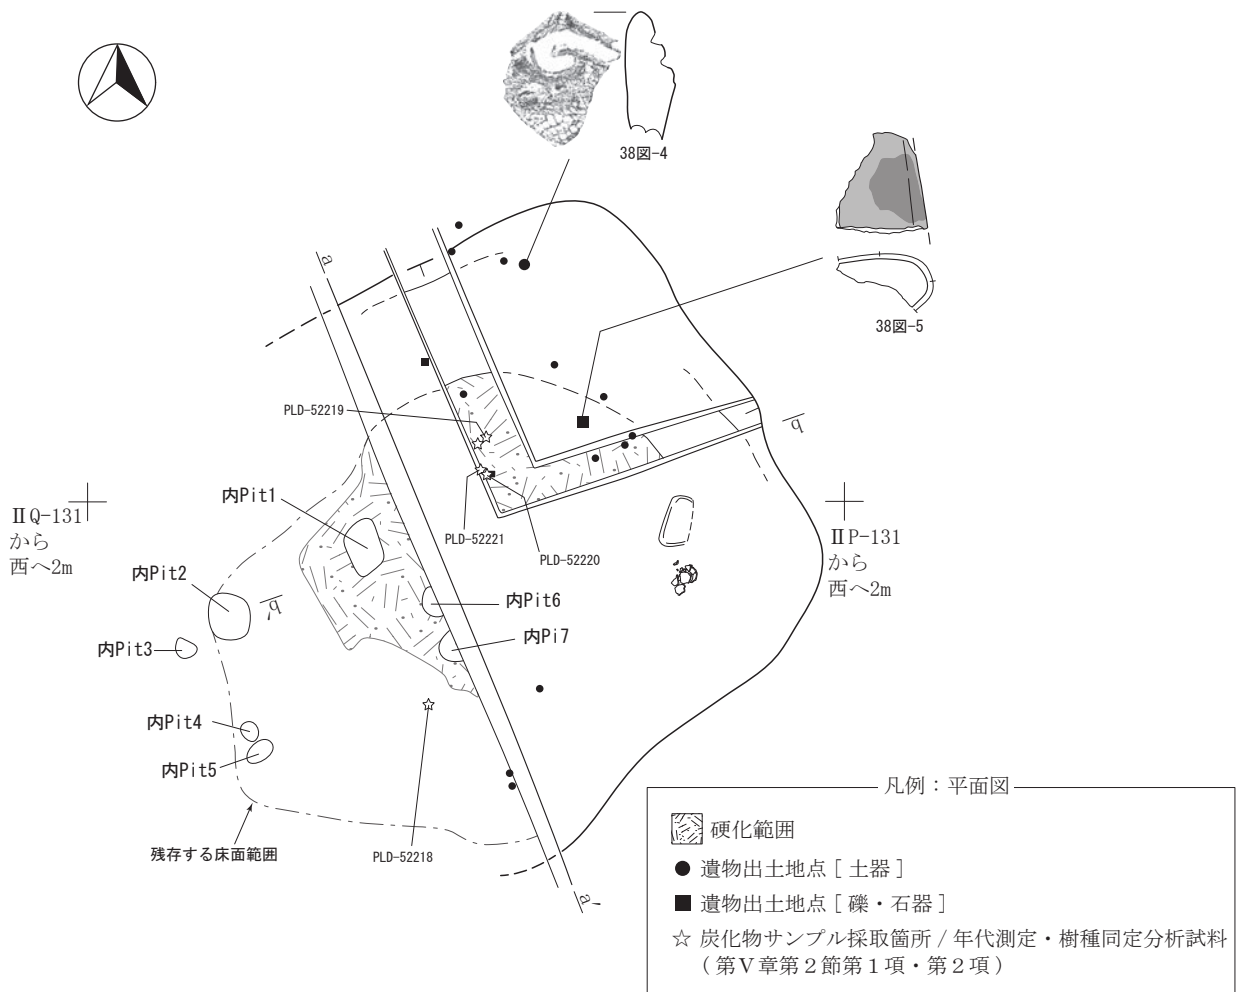 38図-4
38図-5
a
PLD-52219
b
内Pit1
ⅡQ-131
から
西へ2m
PLD-52221
PLD-52220
ⅡP-131
から
西へ2m
内Pit2
b'
内Pit6
内Pit3
内Pi7
内Pit4
内Pit5
残存する床面範囲
PLD-52218
a'
凡例：平面図
硬化範囲
● 遺物出土地点［土器］
■ 遺物出土地点［礫・石器］
☆ 炭化物サンプル採取箇所 / 年代測定・樹種同定分析試料
（第Ⅴ章第２節第１項・第２項）